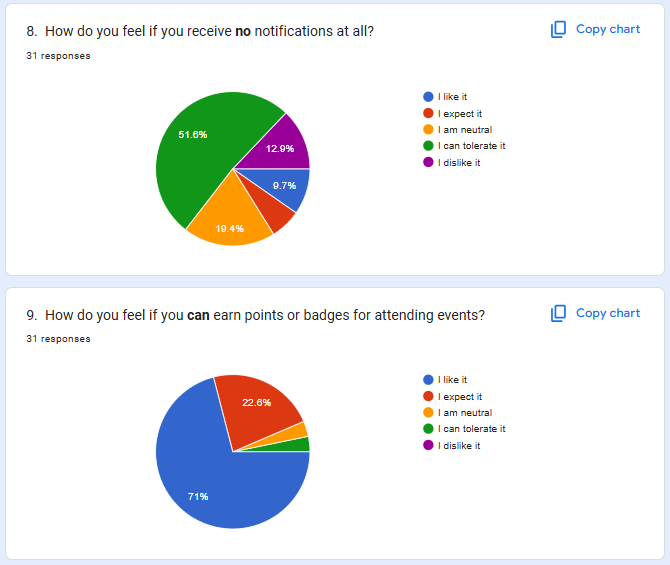 8. How do you feel if you receive no notifications at all?
Copy chart
31 responses
I like it
I expect it
I am neutral
I can tolerate it
I dislike it
51.6%
12.9%
9.7%
19.4%
9. How do you feel if you can earn points or badges for attending events?
Copy chart
31 responses
I like it
I expect it
I am neutral
I can tolerate it
I dislike it
22.6%
71%